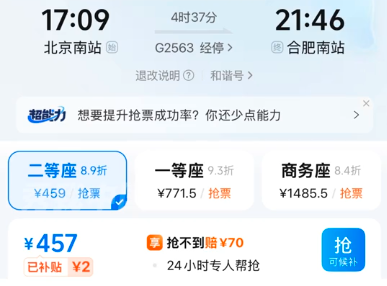 17:09 4时37分 21:46
北京南站 始 G2563 经停> 终 合肥南站
退改说明 ? 和谐号>
超能力 想要提升抢票成功率?你还少点能力 >
二等座 8.9折 一等座 9.3折 商务座 8.4折
¥459 / 抢票 ¥771.5 / 抢票 ¥1485.5 / 抢票
¥457 享 抢不到赔¥70 抢
已补贴 ¥2 • 24小时专人帮抢 可候补